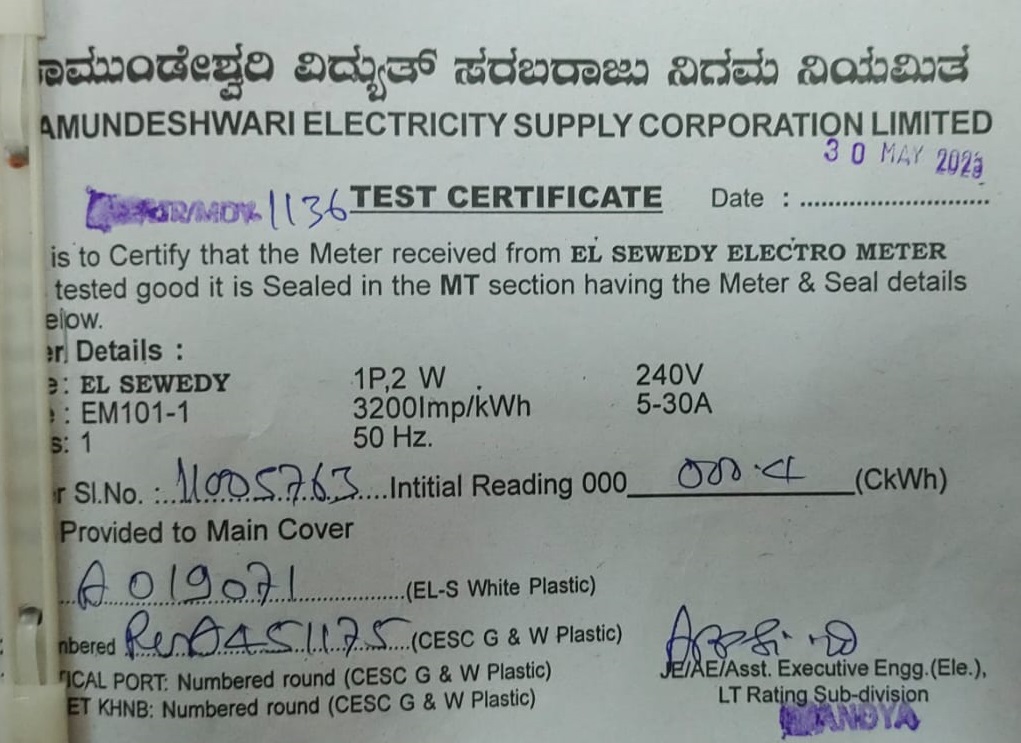 ಾಮುಂಡೇಶ್ವರಿ ವಿದ್ಯುತ್ ಸರಬರಾಜು ನಿಗಮ ನಿಯಮಿತ
AMUNDESHWARI ELECTRICITY SUPPLY CORPORATION LIMITED
30 MAY 2023
1136 TEST CERTIFICATE Date : ............................
is to Certify that the Meter received from EL SEWEDY ELECTRO METER
tested good it is Sealed in the MT section having the Meter & Seal details
elow.
er Details :
e: EL SEWEDY 1P,2 W 240V
e : EM101-1 3200Imp/kWh 5-30A
s: 1 50 Hz.
r Sl.No. : 11005763 Intitial Reading 000 (CkWh)
Provided to Main Cover
A 019071 (EL-S White Plastic)
nbered A451175 (CESC G & W Plastic)
TICAL PORT: Numbered round (CESC G & W Plastic)
ET KHNB: Numbered round (CESC G & W Plastic)
JE/AE/Asst. Executive Engg.(Ele.),
LT Rating Sub-division
MANDYA